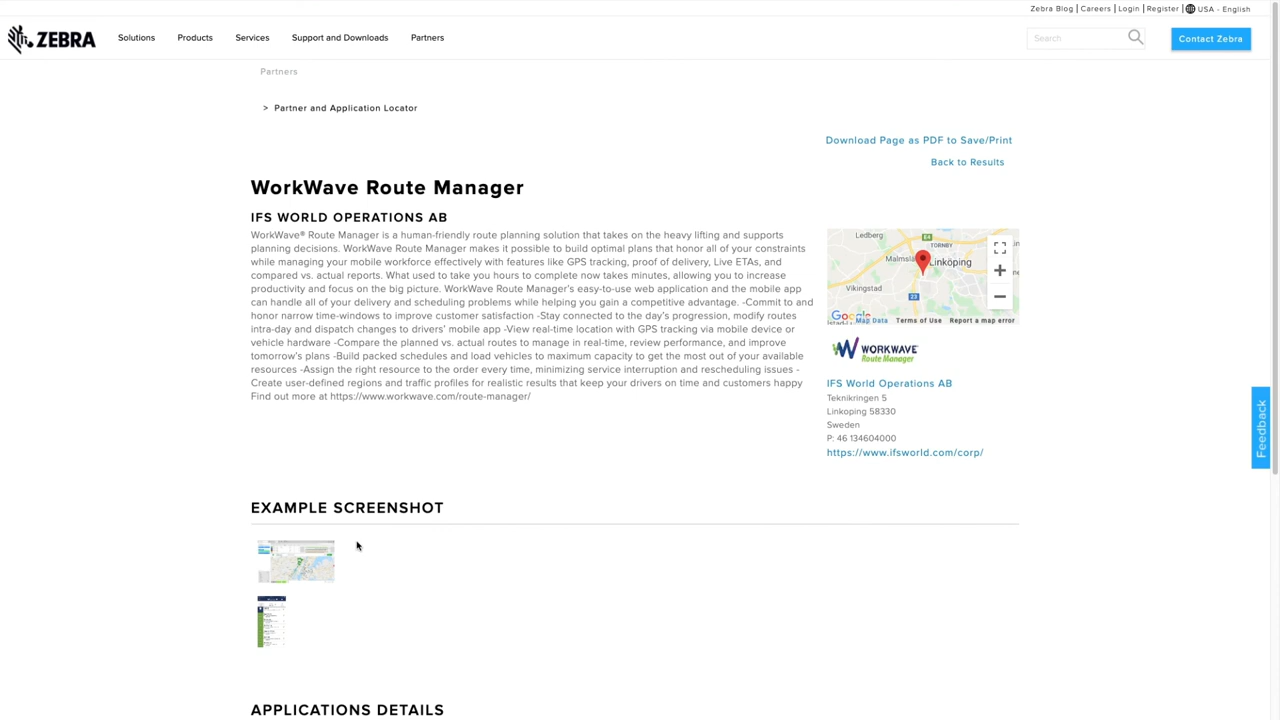 Zebra Blog | Careers | Login | Register | USA - English
ZEBRA
Solutions
Products
Services
Support and Downloads
Partners
Search
Contact Zebra
Partners
> Partner and Application Locator
Download Page as PDF to Save/Print
Back to Results
WorkWave Route Manager
IFS WORLD OPERATIONS AB
WorkWave® Route Manager is a human-friendly route planning solution that takes on the heavy lifting and supports
planning decisions. WorkWave Route Manager makes it possible to build optimal plans that honor all of your constraints
while managing your mobile workforce effectively with features like GPS tracking, proof of delivery, Live ETAs, and
compared vs. actual reports. What used to take you hours to complete now takes minutes, allowing you to increase
productivity and focus on the big picture. WorkWave Route Manager's easy-to-use web application and the mobile app
can handle all of your delivery and scheduling problems while helping you gain a competitive advantage. -Commit to and
honor narrow time-windows to improve customer satisfaction -Stay connected to the day's progression, modify routes
intra-day and dispatch changes to drivers' mobile app -View real-time location with GPS tracking via mobile device or
vehicle hardware -Compare the planned vs. actual routes to manage in real-time, review performance, and improve
tomorrow's plans -Build packed schedules and load vehicles to maximum capacity to get the most out of your available
resources -Assign the right resource to the order every time, minimizing service interruption and rescheduling issues -
Create user-defined regions and traffic profiles for realistic results that keep your drivers on time and customers happy
Find out more at https://www.workwave.com/route-manager/
Ledberg
E4
TORNBY
Malmslätt
Linköping
Vikingstad
23
Google
Map Data
Terms of Use
Report a map error
WORKWAVE
Route Manager
IFS World Operations AB
Teknikringen 5
Linkoping 58330
Sweden
P: 46 134604000
https://www.ifsworld.com/corp/
Feedback
EXAMPLE SCREENSHOT
APPLICATIONS DETAILS